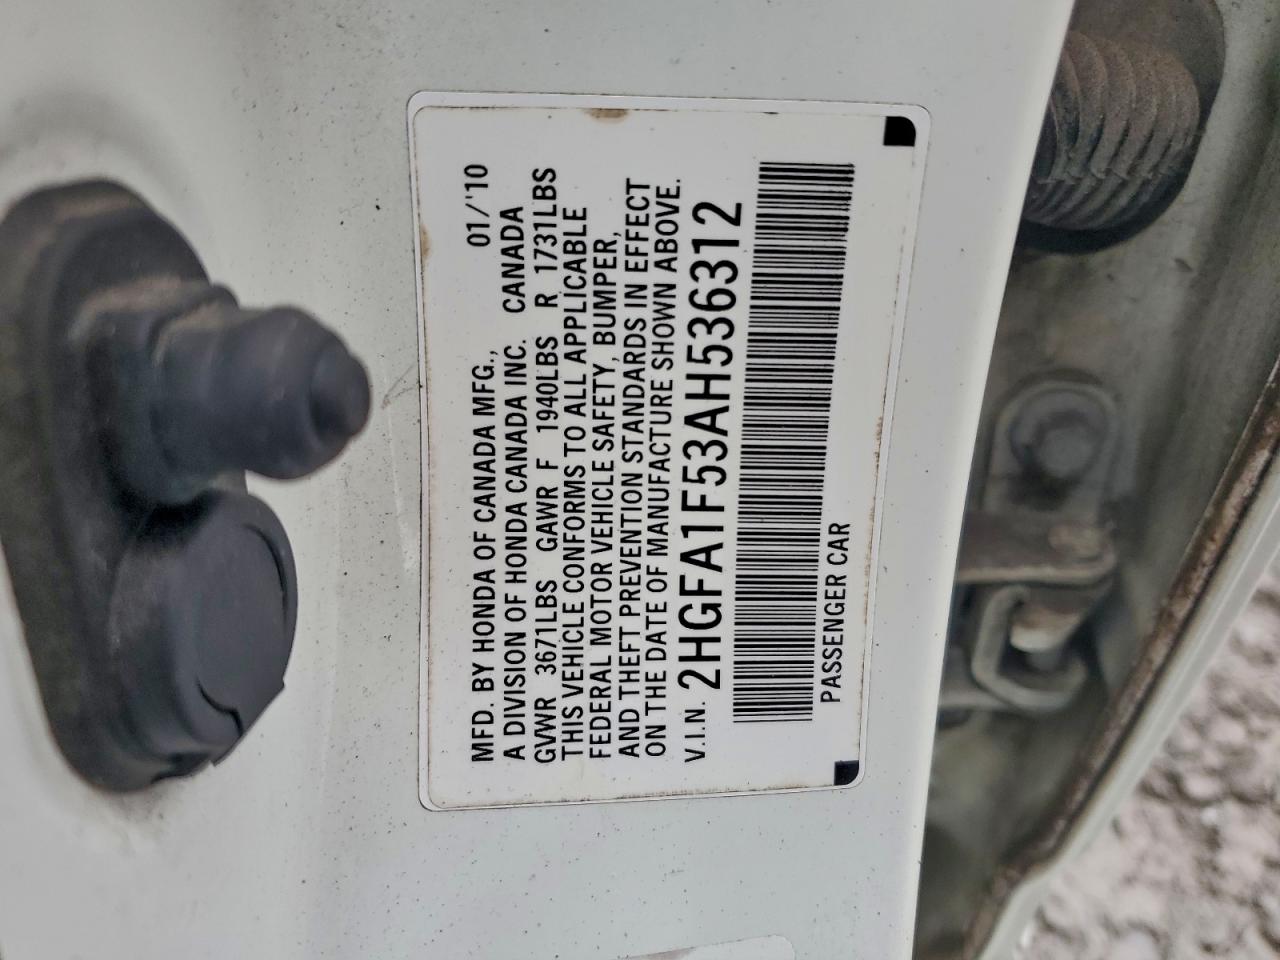 MFD. BY HONDA OF CANADA MFG., 01/'10
A DIVISION OF HONDA CANADA INC. CANADA
GVWR 3671LBS GAWR F 1940LBS R 1731LBS
THIS VEHICLE CONFORMS TO ALL APPLICABLE
FEDERAL MOTOR VEHICLE SAFETY, BUMPER,
AND THEFT PREVENTION STANDARDS IN EFFECT
ON THE DATE OF MANUFACTURE SHOWN ABOVE.
V.I.N. 2HGFA1F53AH536312
PASSENGER CAR